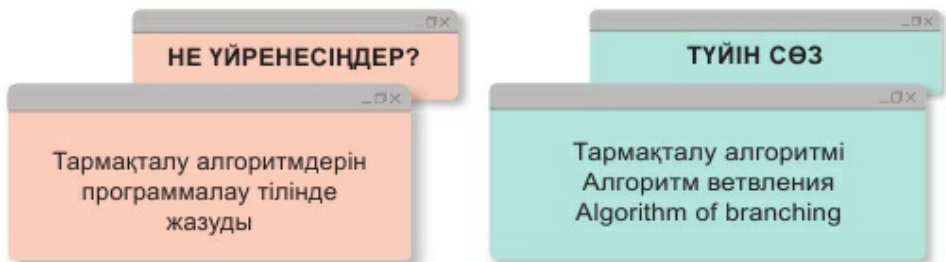 НЕ ҮЙРЕНЕСІҢДЕР?
Тармақталу алгоритмдерін
программалау тілінде
жазуды
ТҮЙІН СӨЗ
Тармақталу алгоритмі
Алгоритм ветвления
Algorithm of branching